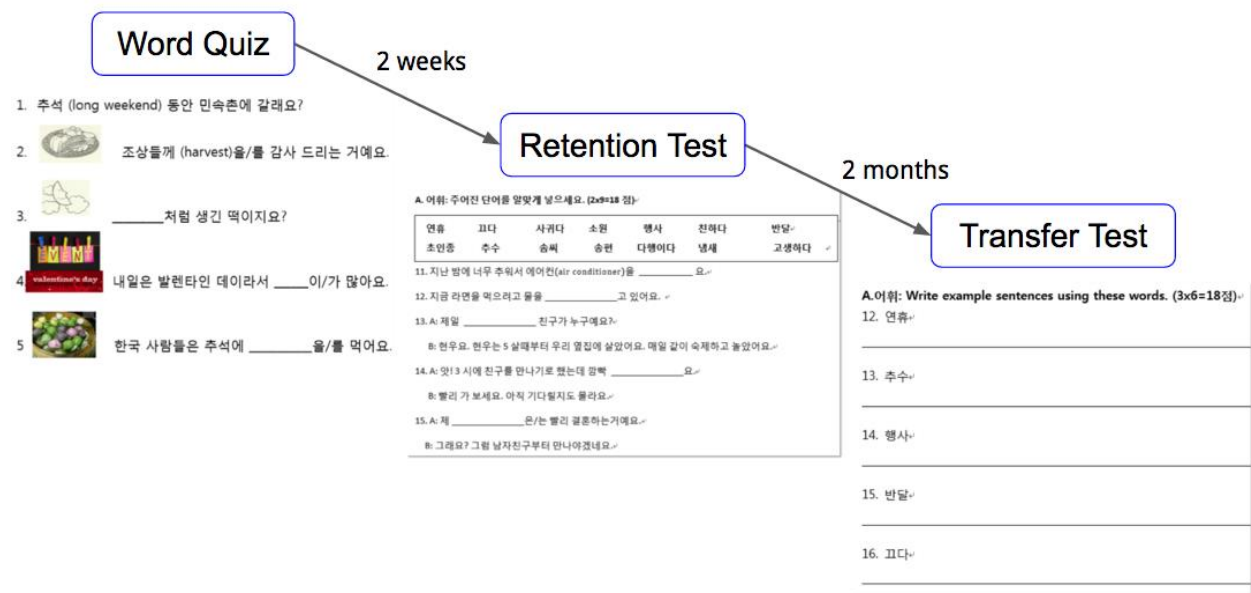 Word Quiz
2 weeks
1. 추석 (long weekend) 동안 민속촌에 갈래요?
2. 조상들께 (harvest)을/를 감사 드리는 거예요.
3. ________처럼 생긴 떡이지요?
EVENT
valentine's day
4. 내일은 발렌타인 데이라서 _____이/가 많아요.
5 한국 사람들은 추석에 _________을/를 먹어요.
Retention Test
2 months
A. 어휘: 주어진 단어를 알맞게 넣으세요. (2x9=18 점)
연휴 끄다 사귀다 소원 행사 친하다 반달
초인종 추수 솜씨 송편 다행이다 냄새 고생하다
11. 지난 밤에 너무 추워서 에어컨(air conditioner)을 ____________ 요.
12. 지금 라면을 먹으려고 물을 ________________고 있어요.
13. A: 제일 ________________ 친구가 누구예요?
B: 현우요. 현우는 5 살때부터 우리 옆집에 살았어요. 매일 같이 숙제하고 놀았어요.
14. A: 앗! 3 시에 친구를 만나기로 했는데 깜빡 ________________요.
B: 빨리 가 보세요. 아직 기다릴지도 몰라요.
15. A: 제 ________________은/는 빨리 결혼하는거예요.
B: 그래요? 그럼 남자친구부터 만나야겠네요.
Transfer Test
A.어휘: Write example sentences using these words. (3x6=18점)
12. 연휴
13. 추수
14. 행사
15. 반달
16. 끄다